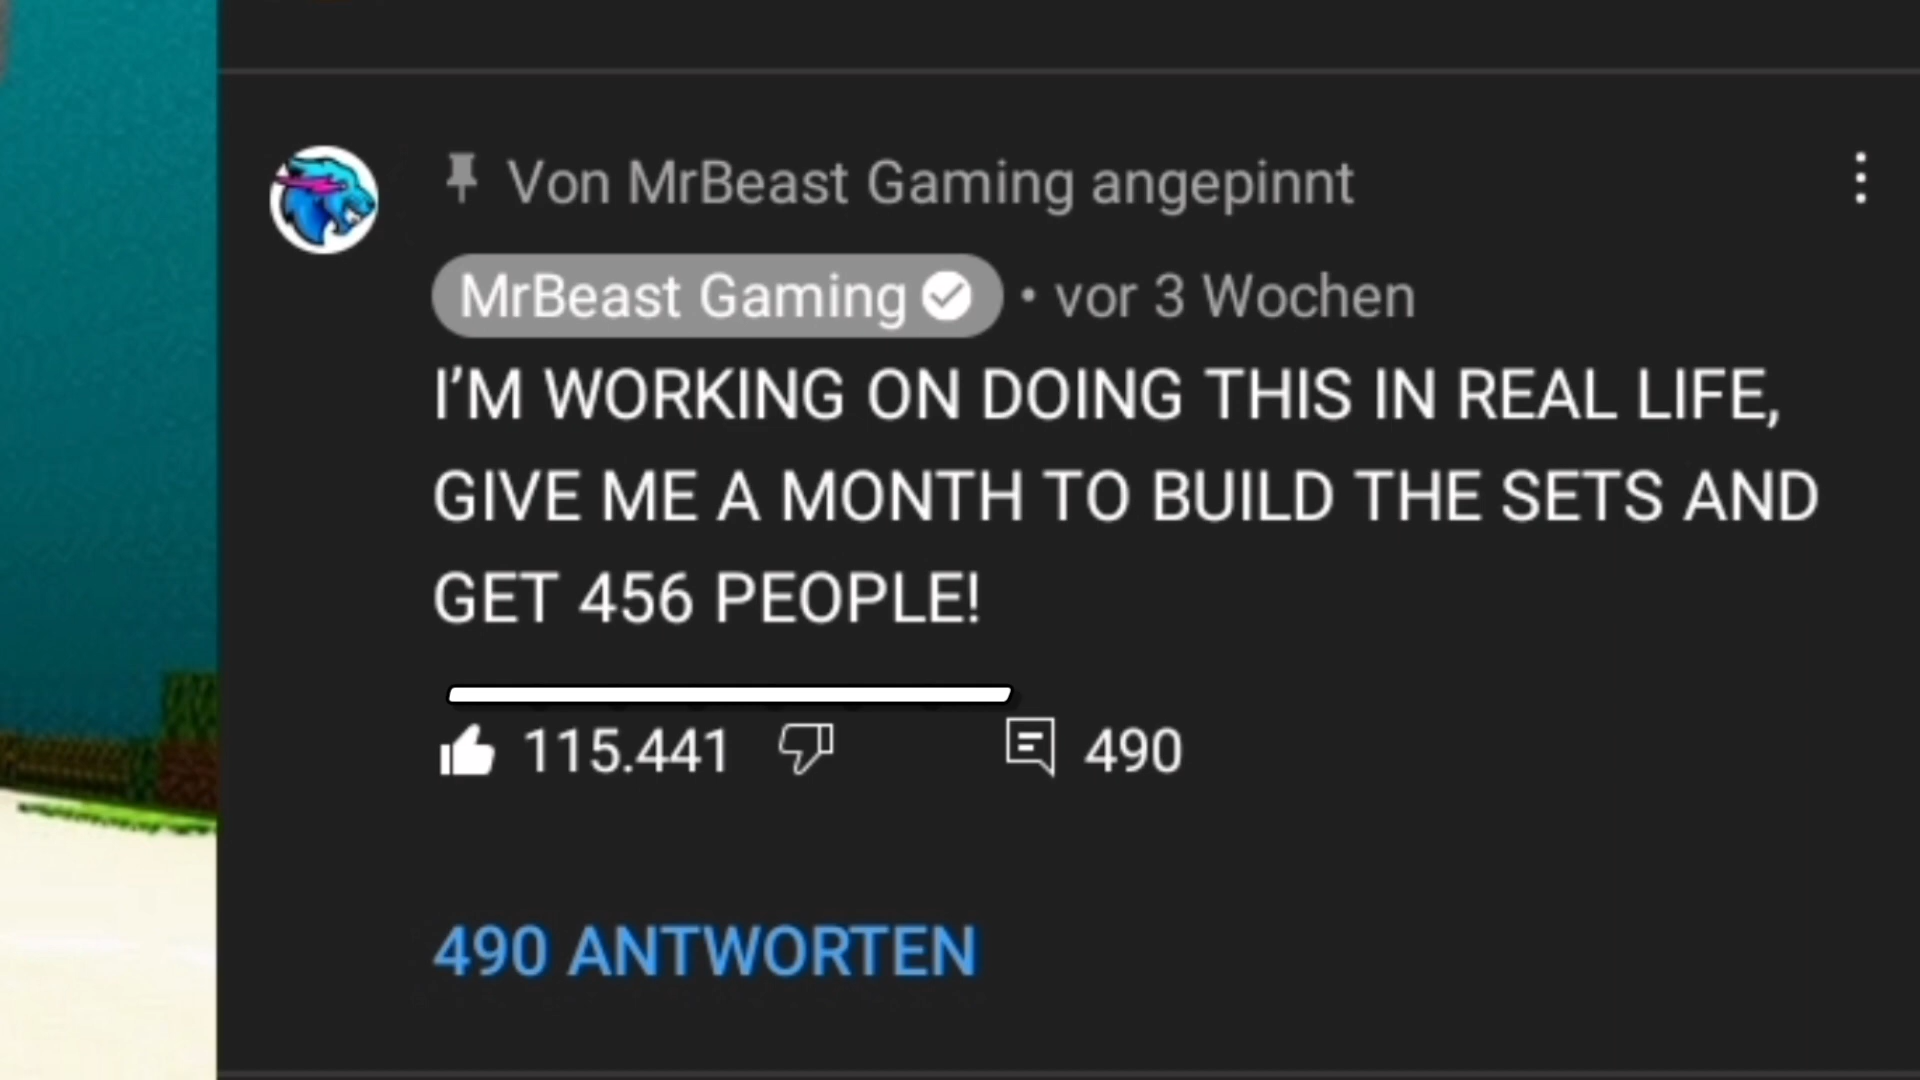 Von MrBeast Gaming angepinnt
MrBeast Gaming • vor 3 Wochen
I’M WORKING ON DOING THIS IN REAL LIFE,
GIVE ME A MONTH TO BUILD THE SETS AND
GET 456 PEOPLE!
115.441 490
490 ANTWORTEN